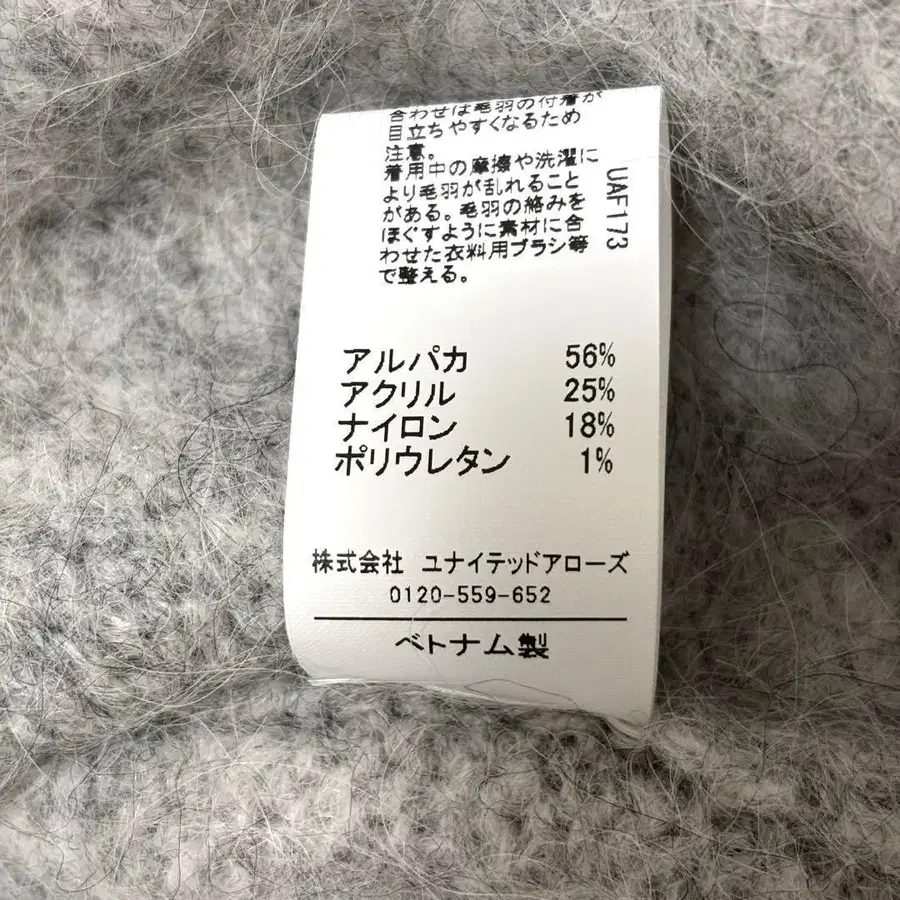 合わせは毛羽の付着が
目立ちやすくなるため
注意。
着用中の摩擦や洗濯に
より毛羽が乱れること
がある。毛羽の絡みを
ほぐすように素材に合
わせた衣料用ブラシ等
で整える。
UAF173
アルパカ 56%
アクリル 25%
ナイロン 18%
ポリウレタン 1%
株式会社 ユナイテッドアローズ
0120-559-652
ベトナム製